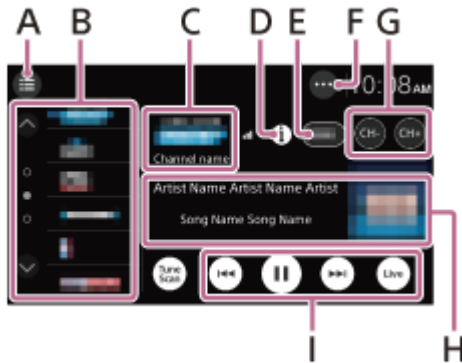 A B C D E F G
10:08AM
CH- CH+
Channel name
Artist Name Artist Name Artist
Song Name Song Name
Tune Scan
Live
I H